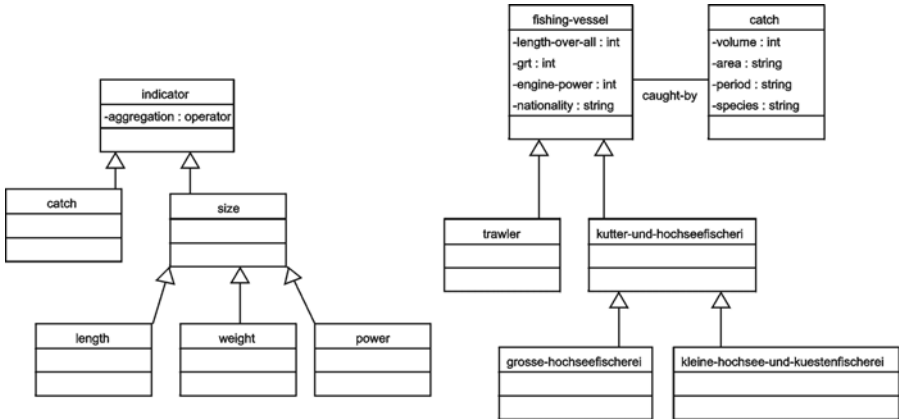 indicator
-aggregation : operator
catch
size
length
weight
power
fishing-vessel
-length-over-all : int
-grt : int
-engine-power : int
-nationality : string
caught-by
catch
-volume : int
-area : string
-period : string
-species : string
trawler
kutter-und-hochseefischeri
grosse-hochseefischerei
kleine-hochsee-und-kuestenfischerei